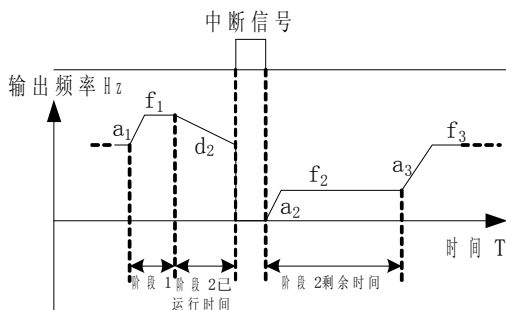 中断信号
输出频率Hz
a1
f1
d2
a2
f2
a3
f3
时间 T
阶段 1
阶段 2已
运行时间
阶段 2剩余时间